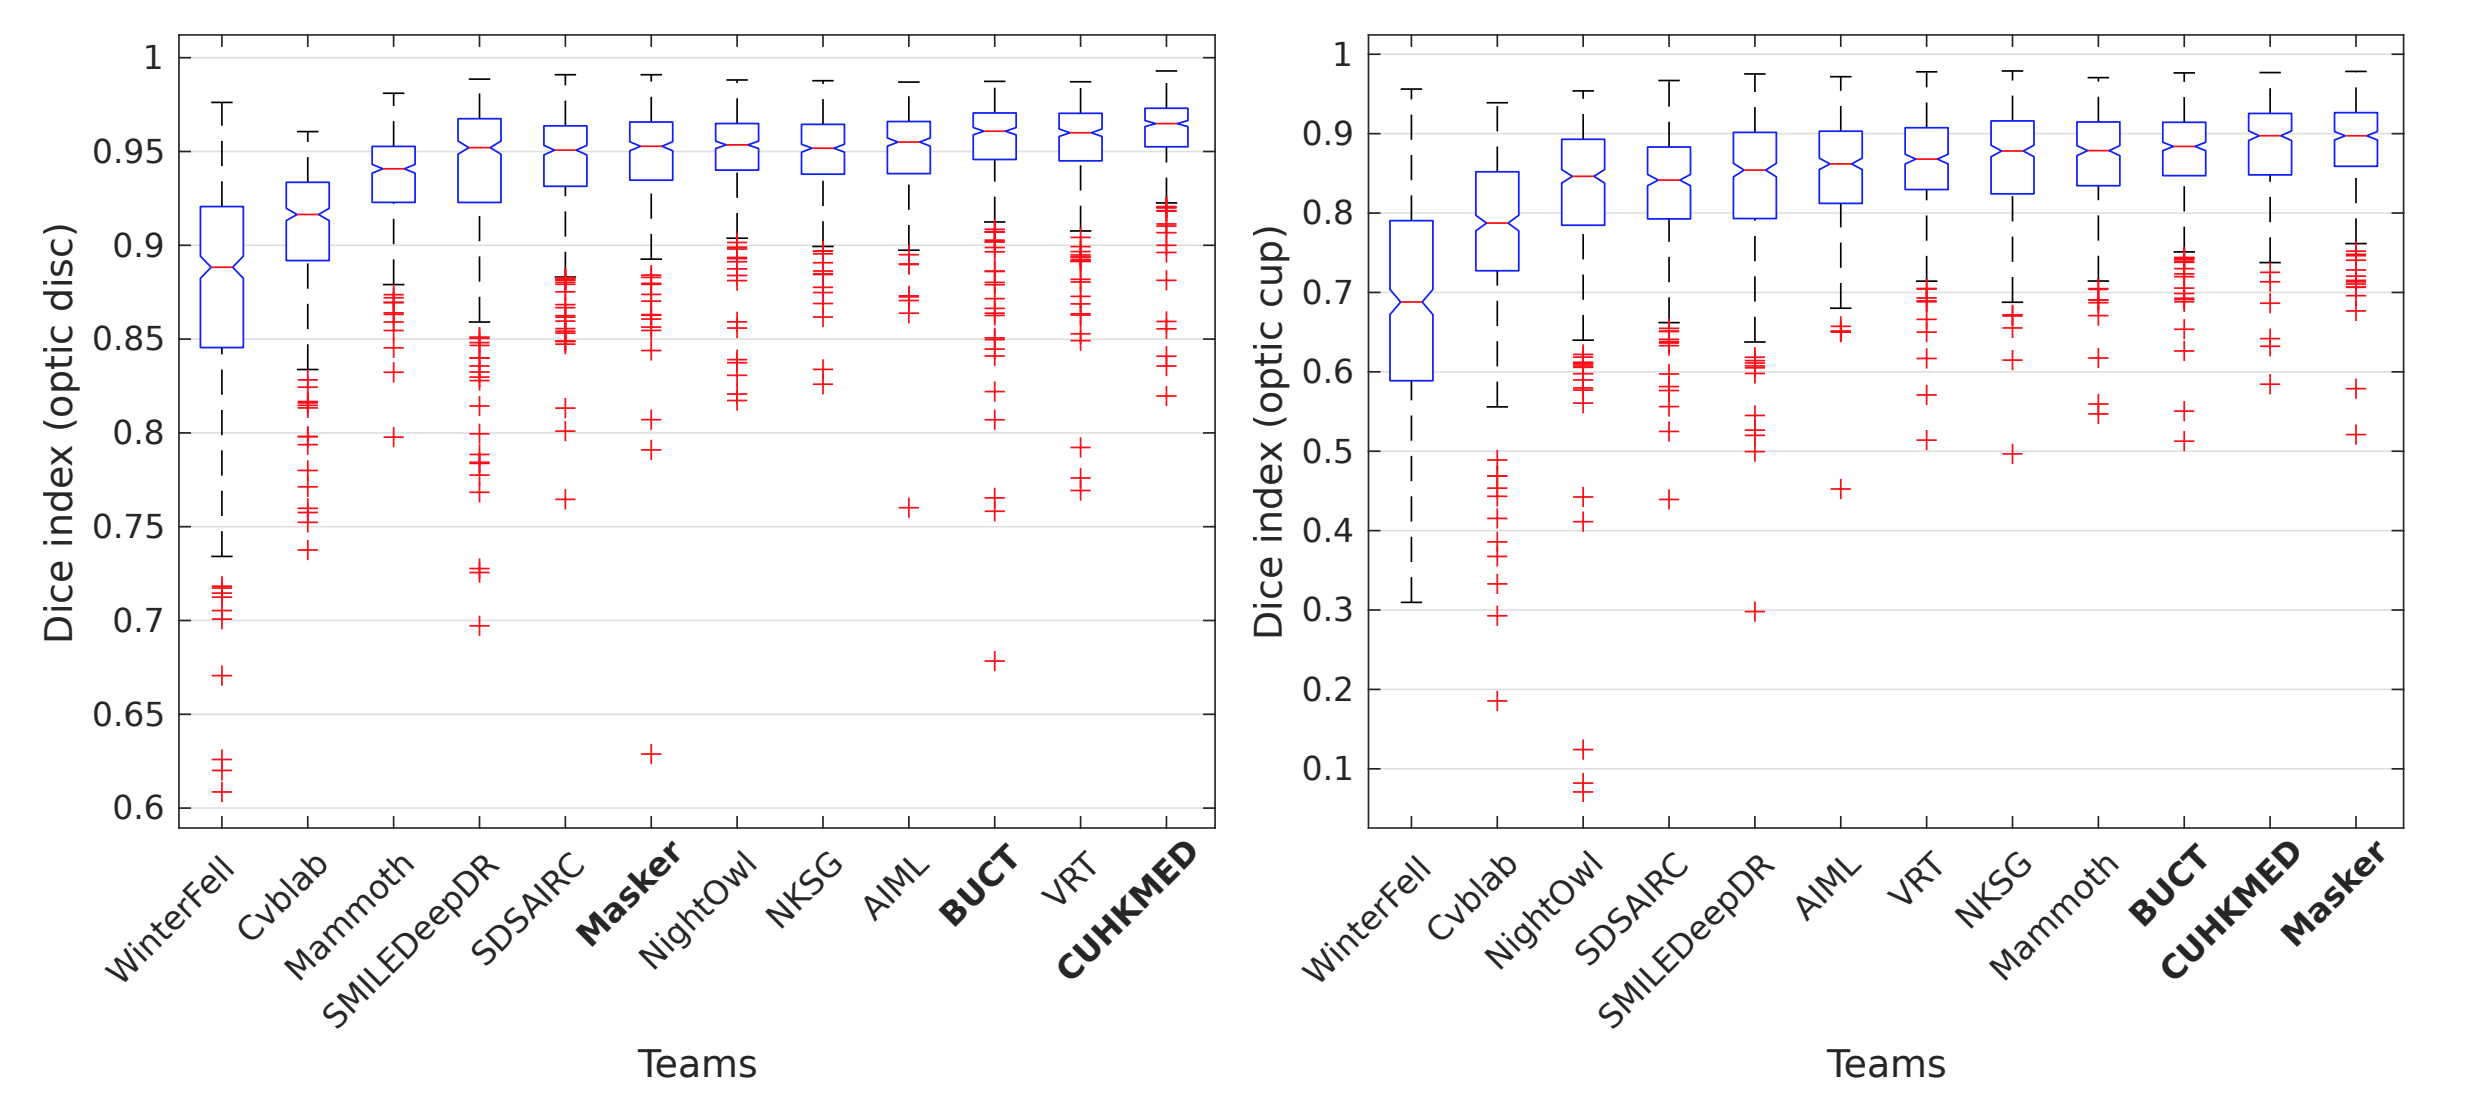 Dice index (optic disc)
1
0.95
0.9
0.85
0.8
0.75
0.7
0.65
0.6
WinterFell
Cvblab
Mammoth
SMILEDeepDR
SDSAIRC
Masker
NightOwl
NKSG
AIML
BUCT
VRT
CUHKMED
Teams
Dice index (optic cup)
1
0.9
0.8
0.7
0.6
0.5
0.4
0.3
0.2
0.1
WinterFell
Cvblab
NightOwl
SDSAIRC
SMILEDeepDR
AIML
VRT
NKSG
Mammoth
BUCT
CUHKMED
Masker
Teams